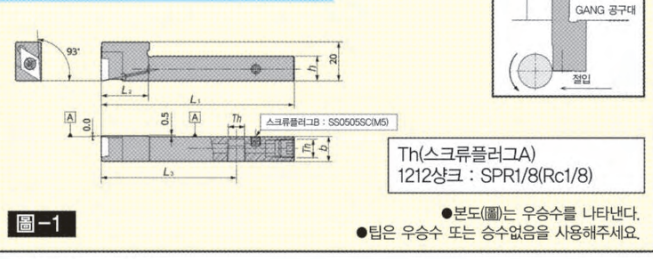 GANG 공구대
절입
93°
20
h
L₂
L₁
A
0.0
0.5
A
Th
스크류플러그B : SS0505SC(M5)
Th
b
L₃
Th(스크류플러그A)
1212샹크 : SPR1/8(Rc1/8)
圖-1
●본도(圖)는 우승수를 나타낸다.
●팁은 우승수 또는 승수없음을 사용해주세요.